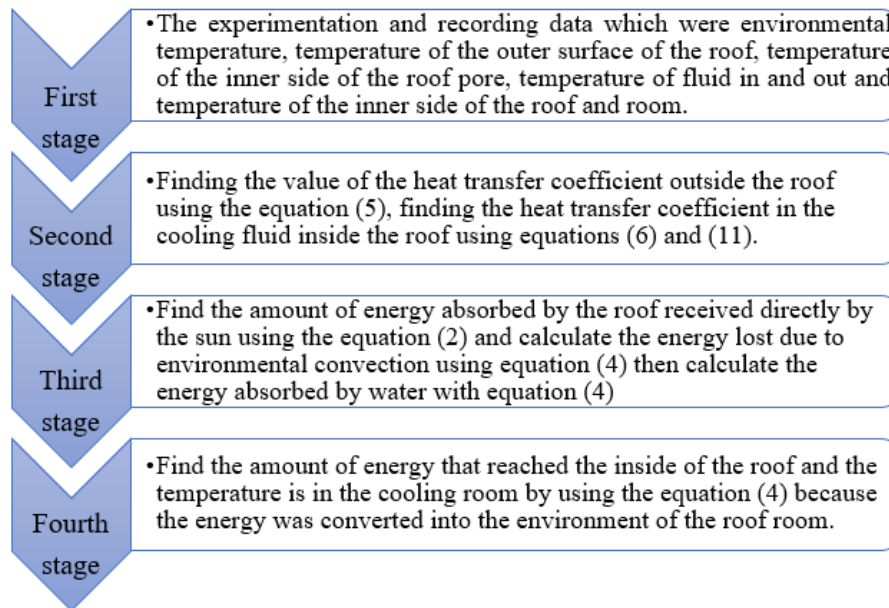 First
stage
•The experimentation and recording data which were environmental
temperature, temperature of the outer surface of the roof, temperature
of the inner side of the roof pore, temperature of fluid in and out and
temperature of the inner side of the roof and room.
Second
stage
•Finding the value of the heat transfer coefficient outside the roof
using the equation (5), finding the heat transfer coefficient in the
cooling fluid inside the roof using equations (6) and (11).
Third
stage
•Find the amount of energy absorbed by the roof received directly by
the sun using the equation (2) and calculate the energy lost due to
environmental convection using equation (4) then calculate the
energy absorbed by water with equation (4)
Fourth
stage
•Find the amount of energy that reached the inside of the roof and the
temperature is in the cooling room by using the equation (4) because
the energy was converted into the environment of the roof room.